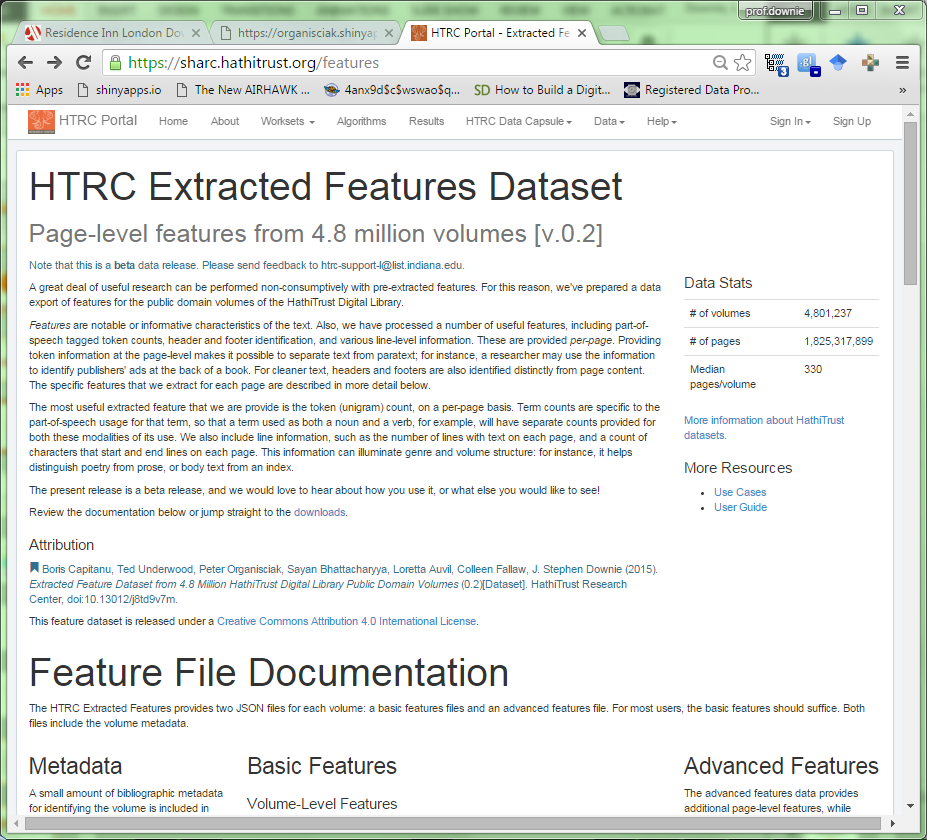 prof.downie
Residence Inn London Do
https://organisciak.shinyap
HTRC Portal - Extracted Fe
https://sharc.hathitrust.org/features
Apps shinyapps.io The New AIRHAWK ... 4anx9d$c$wswao$q... SD How to Build a Digit... Registered Data Pro... »
HTRC Portal Home About Worksets Algorithms Results HTRC Data Capsule Data Help Sign In Sign Up
HTRC Extracted Features Dataset
Page-level features from 4.8 million volumes [v.0.2]
Note that this is a beta data release. Please send feedback to htrc-support-l@list.indiana.edu.
A great deal of useful research can be performed non-consumptively with pre-extracted features. For this reason, we've prepared a data
export of features for the public domain volumes of the HathiTrust Digital Library.
Features are notable or informative characteristics of the text. Also, we have processed a number of useful features, including part-of-
speech tagged token counts, header and footer identification, and various line-level information. These are provided per-page. Providing
token information at the page-level makes it possible to separate text from paratext; for instance, a researcher may use the information
to identify publishers' ads at the back of a book. For cleaner text, headers and footers are also identified distinctly from page content.
The specific features that we extract for each page are described in more detail below.
The most useful extracted feature that we are provide is the token (unigram) count, on a per-page basis. Term counts are specific to the
part-of-speech usage for that term, so that a term used as both a noun and a verb, for example, will have separate counts provided for
both these modalities of its use. We also include line information, such as the number of lines with text on each page, and a count of
characters that start and end lines on each page. This information can illuminate genre and volume structure: for instance, it helps
distinguish poetry from prose, or body text from an index.
The present release is a beta release, and we would love to hear about how you use it, or what else you would like to see!
Review the documentation below or jump straight to the downloads.
Data Stats
# of volumes 4,801,237
# of pages 1,825,317,899
Median 330
pages/volume
More information about HathiTrust
datasets.
More Resources
• Use Cases
• User Guide
Attribution
Boris Capitanu, Ted Underwood, Peter Organisciak, Sayan Bhattacharyya, Loretta Auvil, Colleen Fallaw, J. Stephen Downie (2015).
Extracted Feature Dataset from 4.8 Million HathiTrust Digital Library Public Domain Volumes (0.2)[Dataset]. HathiTrust Research
Center, doi:10.13012/j8td9v7m.
This feature dataset is released under a Creative Commons Attribution 4.0 International License.
Feature File Documentation
The HTRC Extracted Features provides two JSON files for each volume: a basic features files and an advanced features file. For most users, the basic features should suffice. Both
files include the volume metadata.
Metadata
A small amount of bibliographic metadata
for identifying the volume is included in
Basic Features
Volume-Level Features
Advanced Features
The advanced features data provides
additional page-level features, while